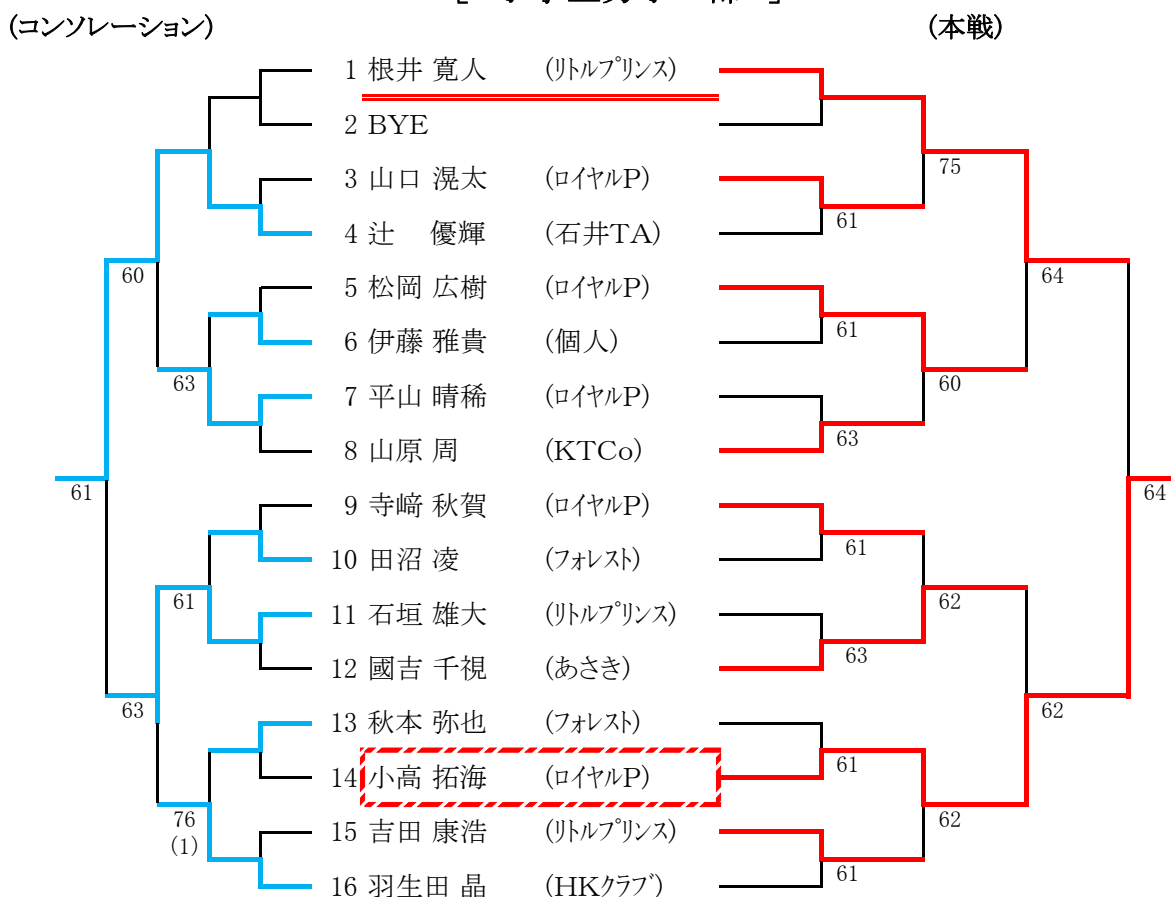 (コンソレーション) (本戦)
1 根井 寛人 (リトルプリンス)
2 BYE
75
3 山口 滉太 (ロイヤルP)
61
4 辻 優輝 (石井TA)
60 64
5 松岡 広樹 (ロイヤルP)
61
6 伊藤 雅貴 (個人)
63 60
7 平山 晴稀 (ロイヤルP)
63
8 山原 周 (KTCo)
61 64
9 寺﨑 秋賀 (ロイヤルP)
61
10 田沼 凌 (フォレスト)
61 62
11 石垣 雄大 (リトルプリンス)
63
12 國吉 千視 (あさき)
63 62
13 秋本 弥也 (フォレスト)
61
14 小高 拓海 (ロイヤルP)
76 62
(1)
15 吉田 康浩 (リトルプリンス)
61
16 羽生田 晶 (HKクラブ)